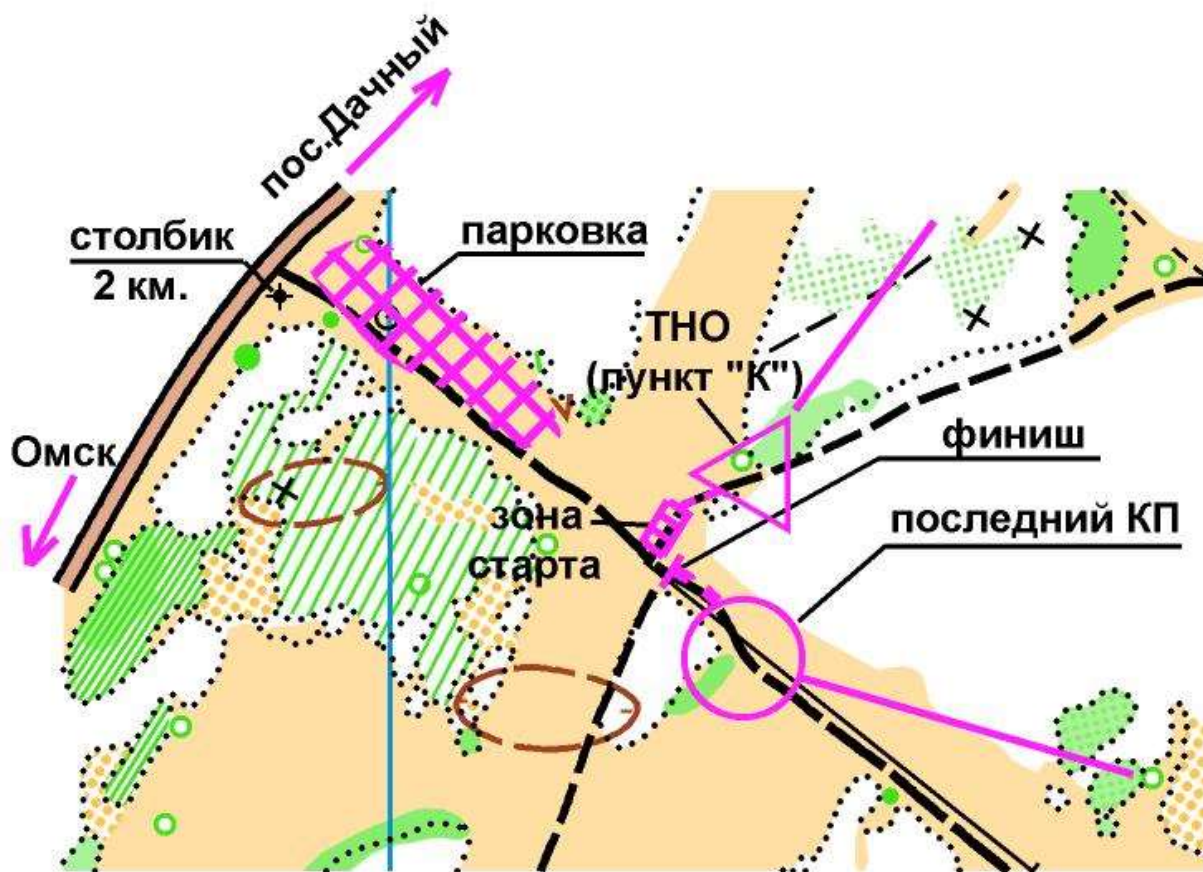 пос.Дачный
столбик
2 км.
парковка
ТНО
(пункт "К")
Омск
финиш
зона
старта
последний КП